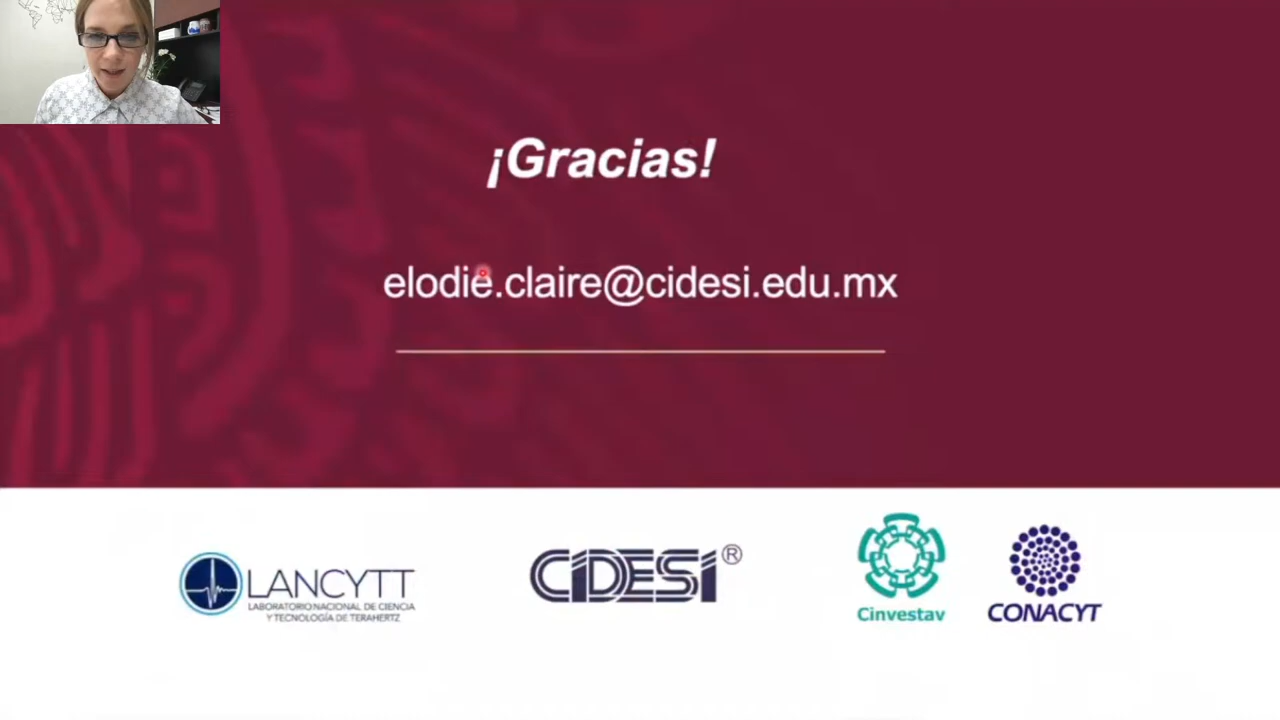 ¡Gracias!
elodie.claire@cidesi.edu.mx
LANCYTT
LABORATORIO NACIONAL DE CIENCIA
Y TECNOLOGÍA DE TERAHERTZ
CIDESI®
Cinvestav
CONACYT